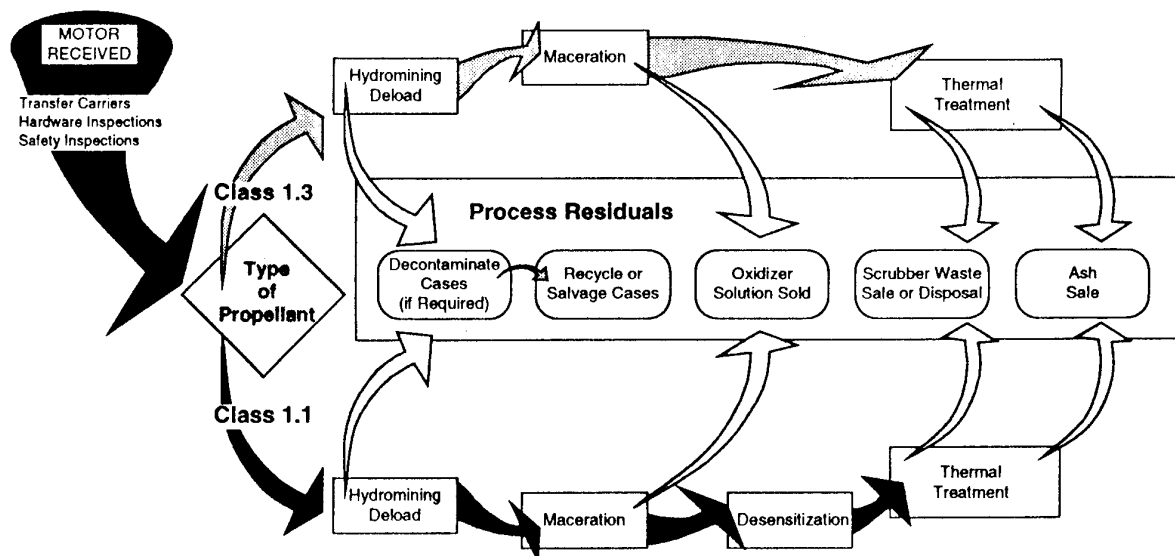 MOTOR
RECEIVED
Transfer Carriers
Hardware Inspections
Safety Inspections
Class 1.3
Type
of
Propellant
Class 1.1
Hydromining
Deload
Maceration
Thermal
Treatment
Process Residuals
Decontaminate
Cases
(if Required)
Recycle or
Salvage Cases
Oxidizer
Solution Sold
Scrubber Waste
Sale or Disposal
Ash
Sale
Hydromining
Deload
Maceration
Desensitization
Thermal
Treatment